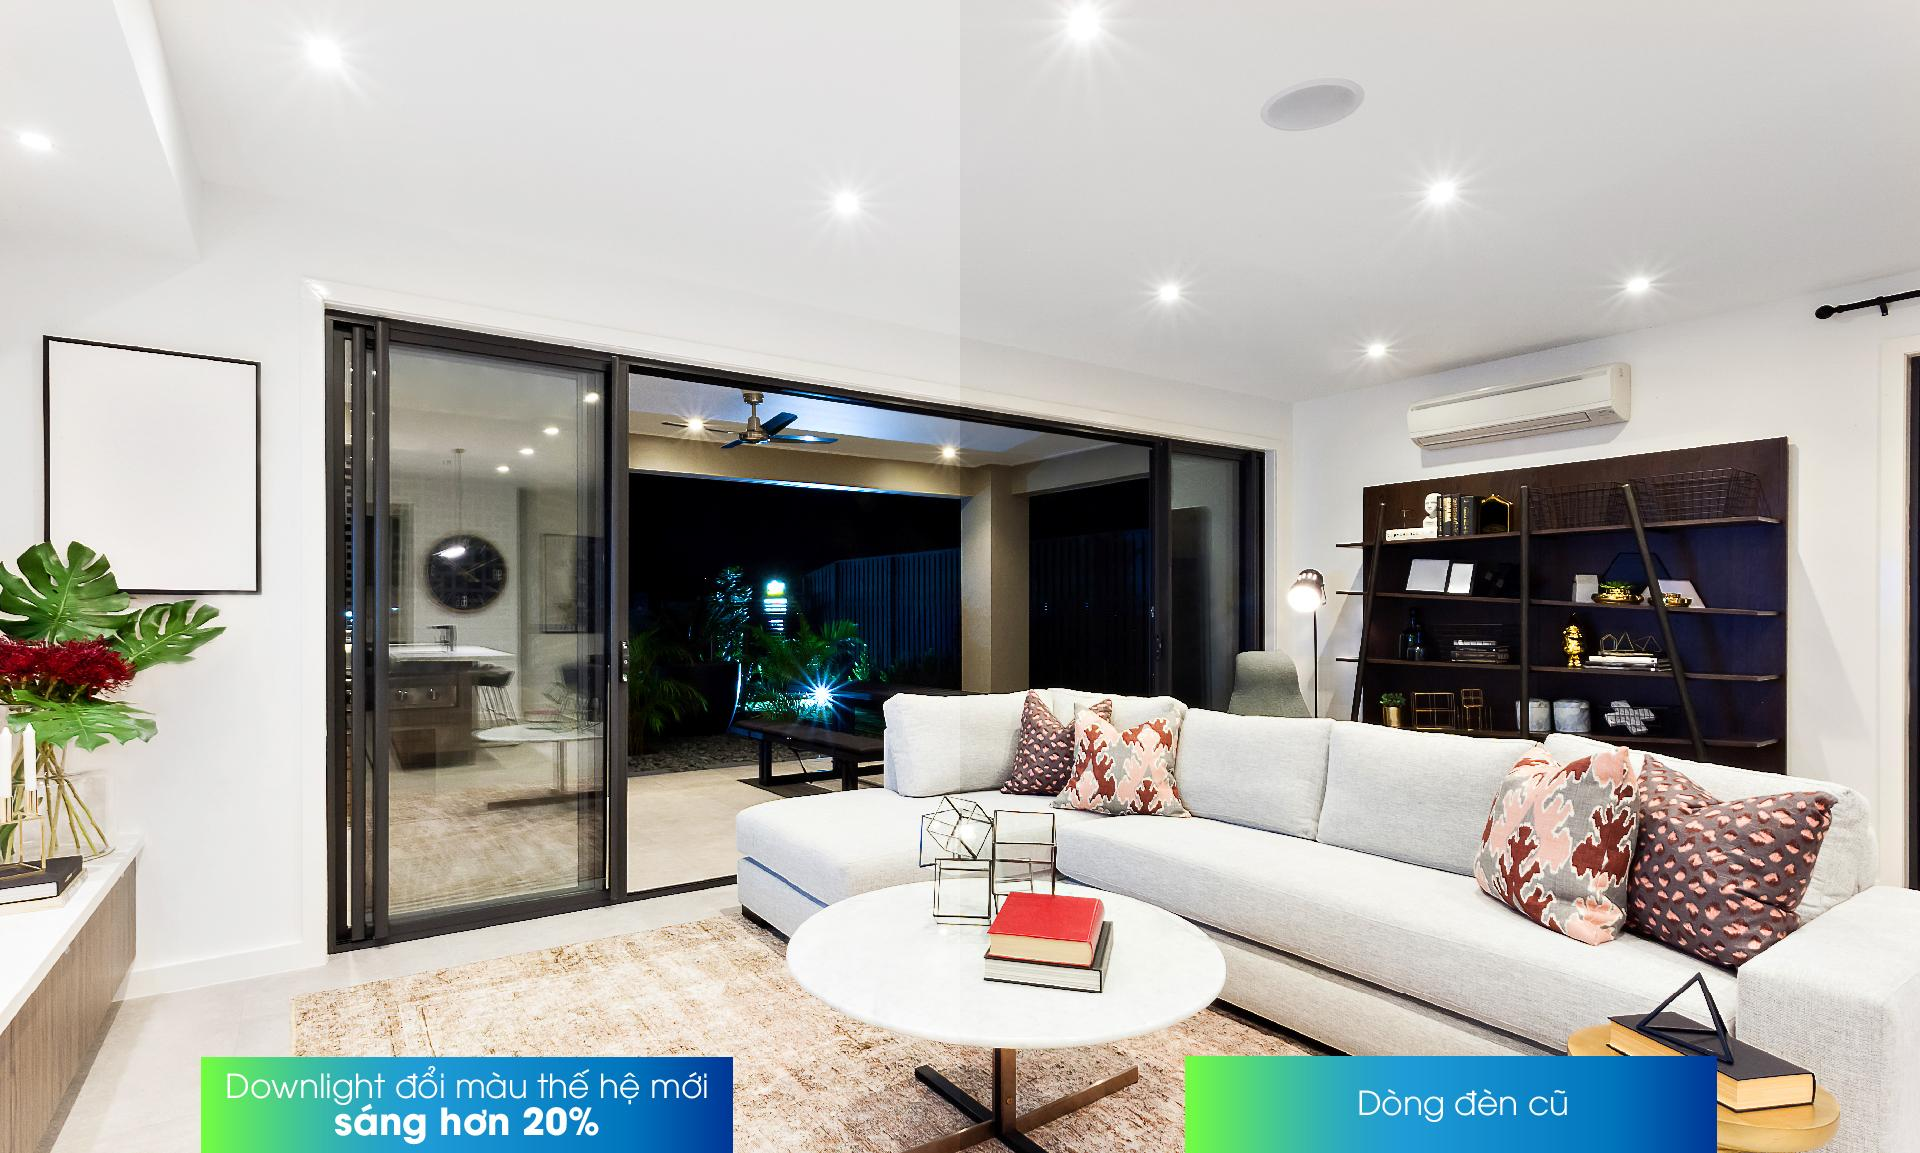 Downlight đổi màu thế hệ mới
sáng hơn 20%
Dòng đèn cũ